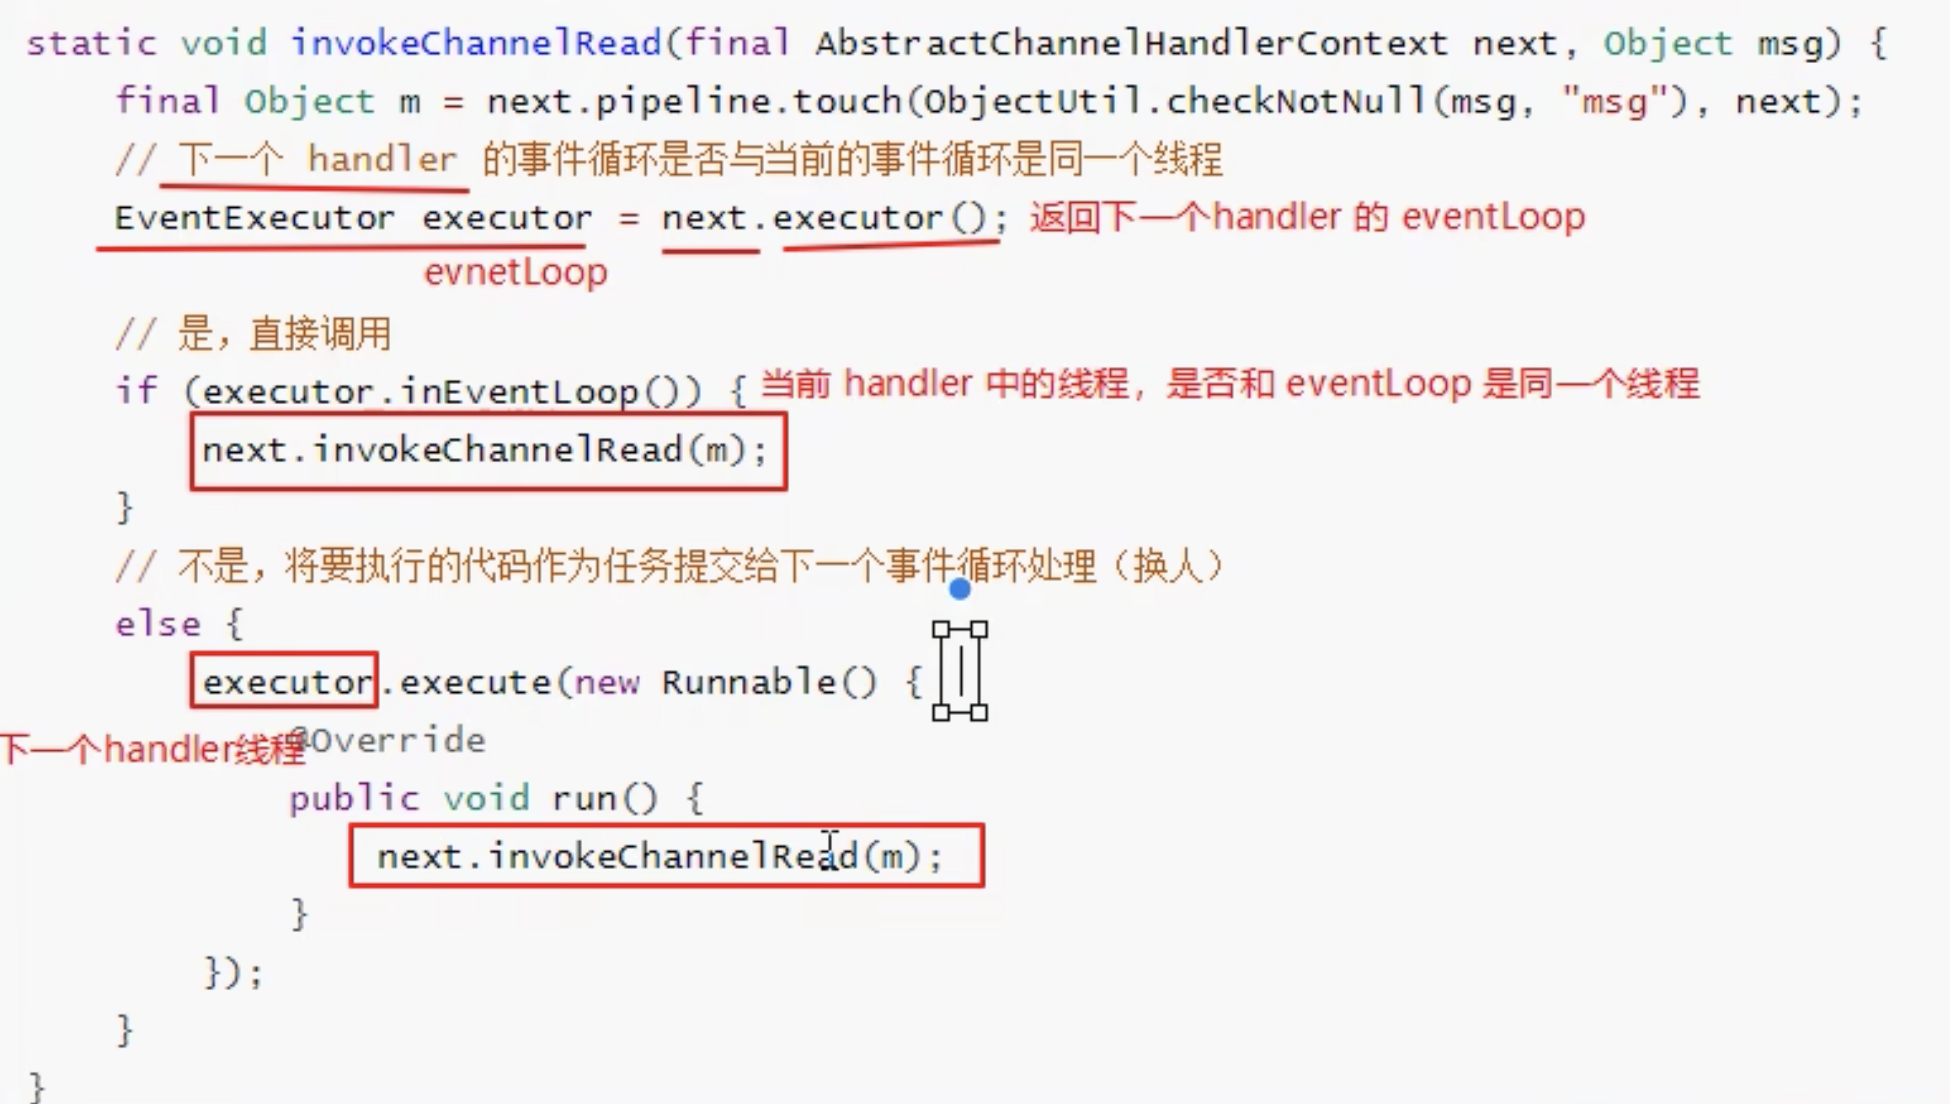 static void invokeChannelRead(final AbstractChannelHandlerContext next, Object msg) {
final Object m = next.pipeline.touch(ObjectUtil.checkNotNull(msg, "msg"), next);
// 下一个 handler 的事件循环是否与当前的事件循环是同一个线程
EventExecutor executor = next.executor(); 返回下一个handler 的 eventLoop
evnetLoop
// 是，直接调用
if (executor.inEventLoop()) { 当前 handler 中的线程，是否和 eventLoop 是同一个线程
next.invokeChannelRead(m);
}
// 不是，将要执行的代码作为任务提交给下一个事件循环处理（换人）
else {
executor.execute(new Runnable() {
下一个handler线程
@Override
public void run() {
next.invokeChannelRead(m);
}
});
}
}